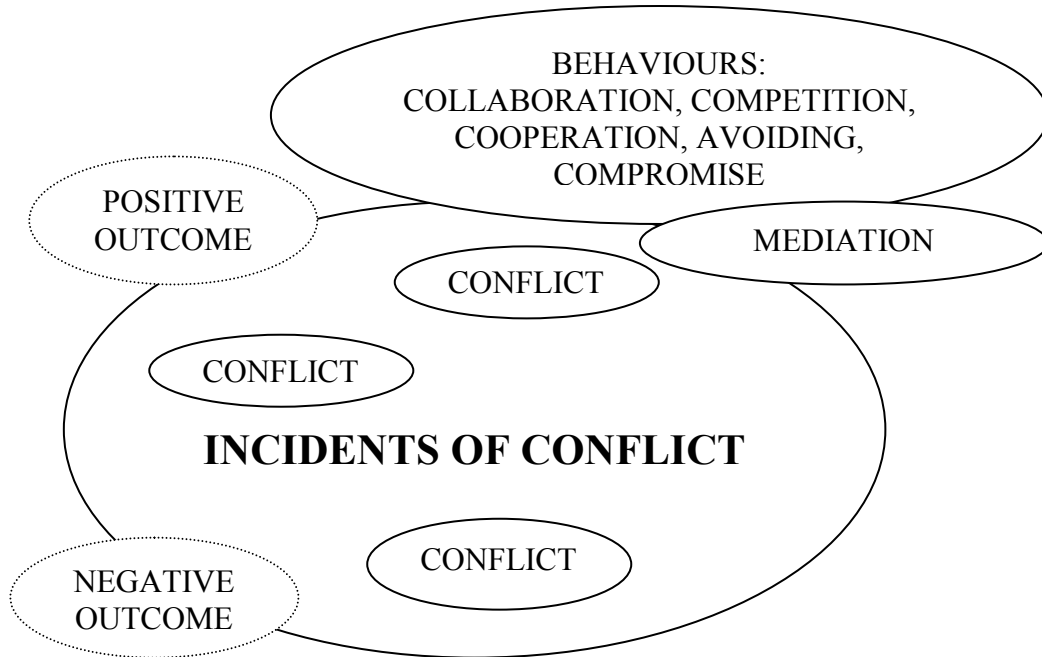 BEHAVIOURS:
COLLABORATION, COMPETITION,
COOPERATION, AVOIDING,
COMPROMISE
POSITIVE
OUTCOME
MEDIATION
CONFLICT
CONFLICT
INCIDENTS OF CONFLICT
CONFLICT
NEGATIVE
OUTCOME